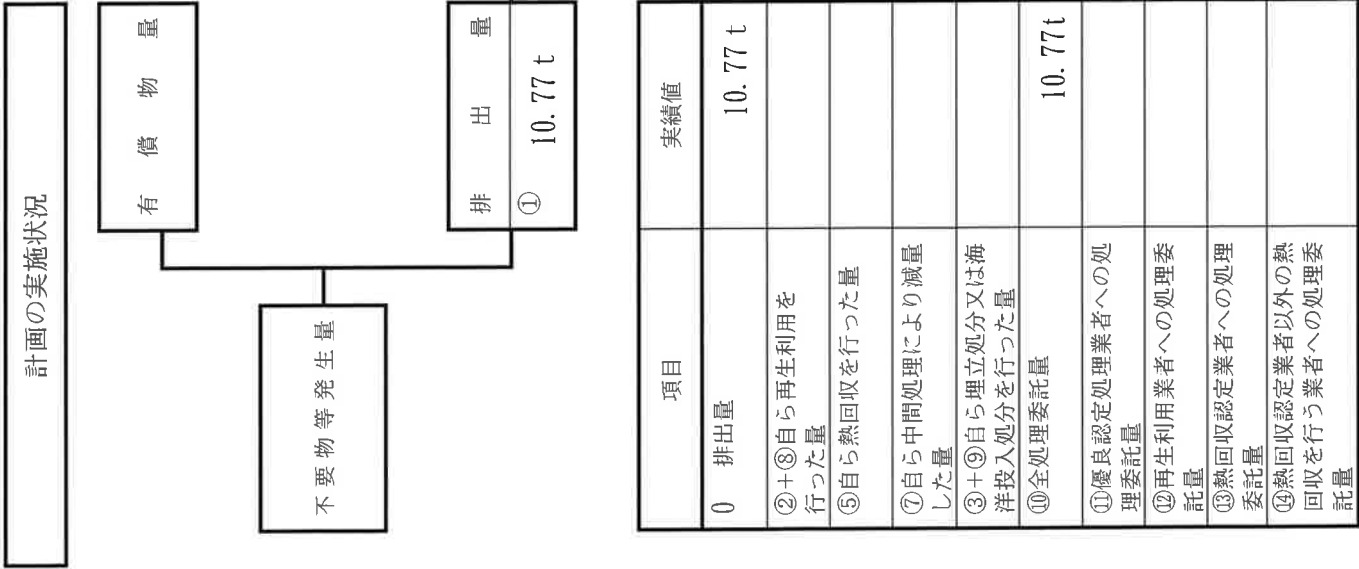 計画の実施状況
有償物量
不要物等発生量
排出量
① 10.77 t
項目 実績値
0 排出量 10.77 t
②+⑧自ら再生利用を
行った量
⑤自ら熱回収を行った量
⑦自ら中間処理により減量
した量
③+⑨自ら埋立処分又は海
洋投入処分を行った量
⑩全処理委託量 10.77t
⑪優良認定処理業者への処
理委託量
⑫再生利用業者への処理委
託量
⑬熱回収認定業者への処理
委託量
⑭熱回収認定業者以外の熱
回収を行う業者への処理委
託量